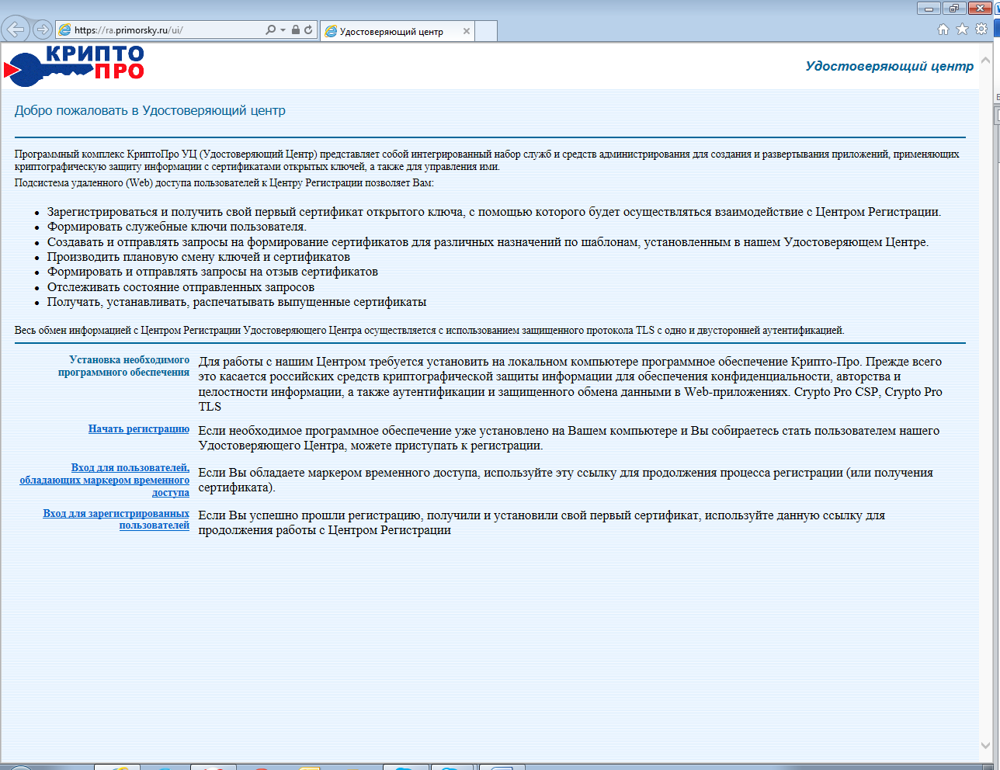 https://ra.primorsky.ru/ui/
Удостоверяющий центр
КРИПТО
ПРО
Удостоверяющий центр
Добро пожаловать в Удостоверяющий центр
Программный комплекс КриптоПро УЦ (Удостоверяющий Центр) представляет собой интегрированный набор служб и средств администрирования для создания и развертывания приложений, применяющих
криптографическую защиту информации с сертификатами открытых ключей, а также для управления ими.
Подсистема удаленного (Web) доступа пользователей к Центру Регистрации позволяет Вам:
Зарегистрироваться и получить свой первый сертификат открытого ключа, с помощью которого будет осуществляться взаимодействие с Центром Регистрации.
Формировать служебные ключи пользователя.
Создавать и отправлять запросы на формирование сертификатов для различных назначений по шаблонам, установленным в нашем Удостоверяющем Центре.
Производить плановую смену ключей и сертификатов
Формировать и отправлять запросы на отзыв сертификатов
Отслеживать состояние отправленных запросов
Получать, устанавливать, распечатывать выпущенные сертификаты
Весь обмен информацией с Центром Регистрации Удостоверяющего Центра осуществляется с использованием защищенного протокола TLS с одно и двусторонней аутентификацией.
Установка необходимого
программного обеспечения
Для работы с нашим Центром требуется установить на локальном компьютере программное обеспечение Крипто-Про. Прежде всего
это касается российских средств криптографической защиты информации для обеспечения конфиденциальности, авторства и
целостности информации, а также аутентификации и защищенного обмена данными в Web-приложениях. Crypto Pro CSP, Crypto Pro
TLS
Начать регистрацию
Если необходимое программное обеспечение уже установлено на Вашем компьютере и Вы собираетесь стать пользователем нашего
Удостоверяющего Центра, можете приступать к регистрации.
Вход для пользователей,
обладающих маркером временного
доступа
Если Вы обладаете маркером временного доступа, используйте эту ссылку для продолжения процесса регистрации (или получения
сертификата).
Вход для зарегистрированных
пользователей
Если Вы успешно прошли регистрацию, получили и установили свой первый сертификат, используйте данную ссылку для
продолжения работы с Центром Регистрации